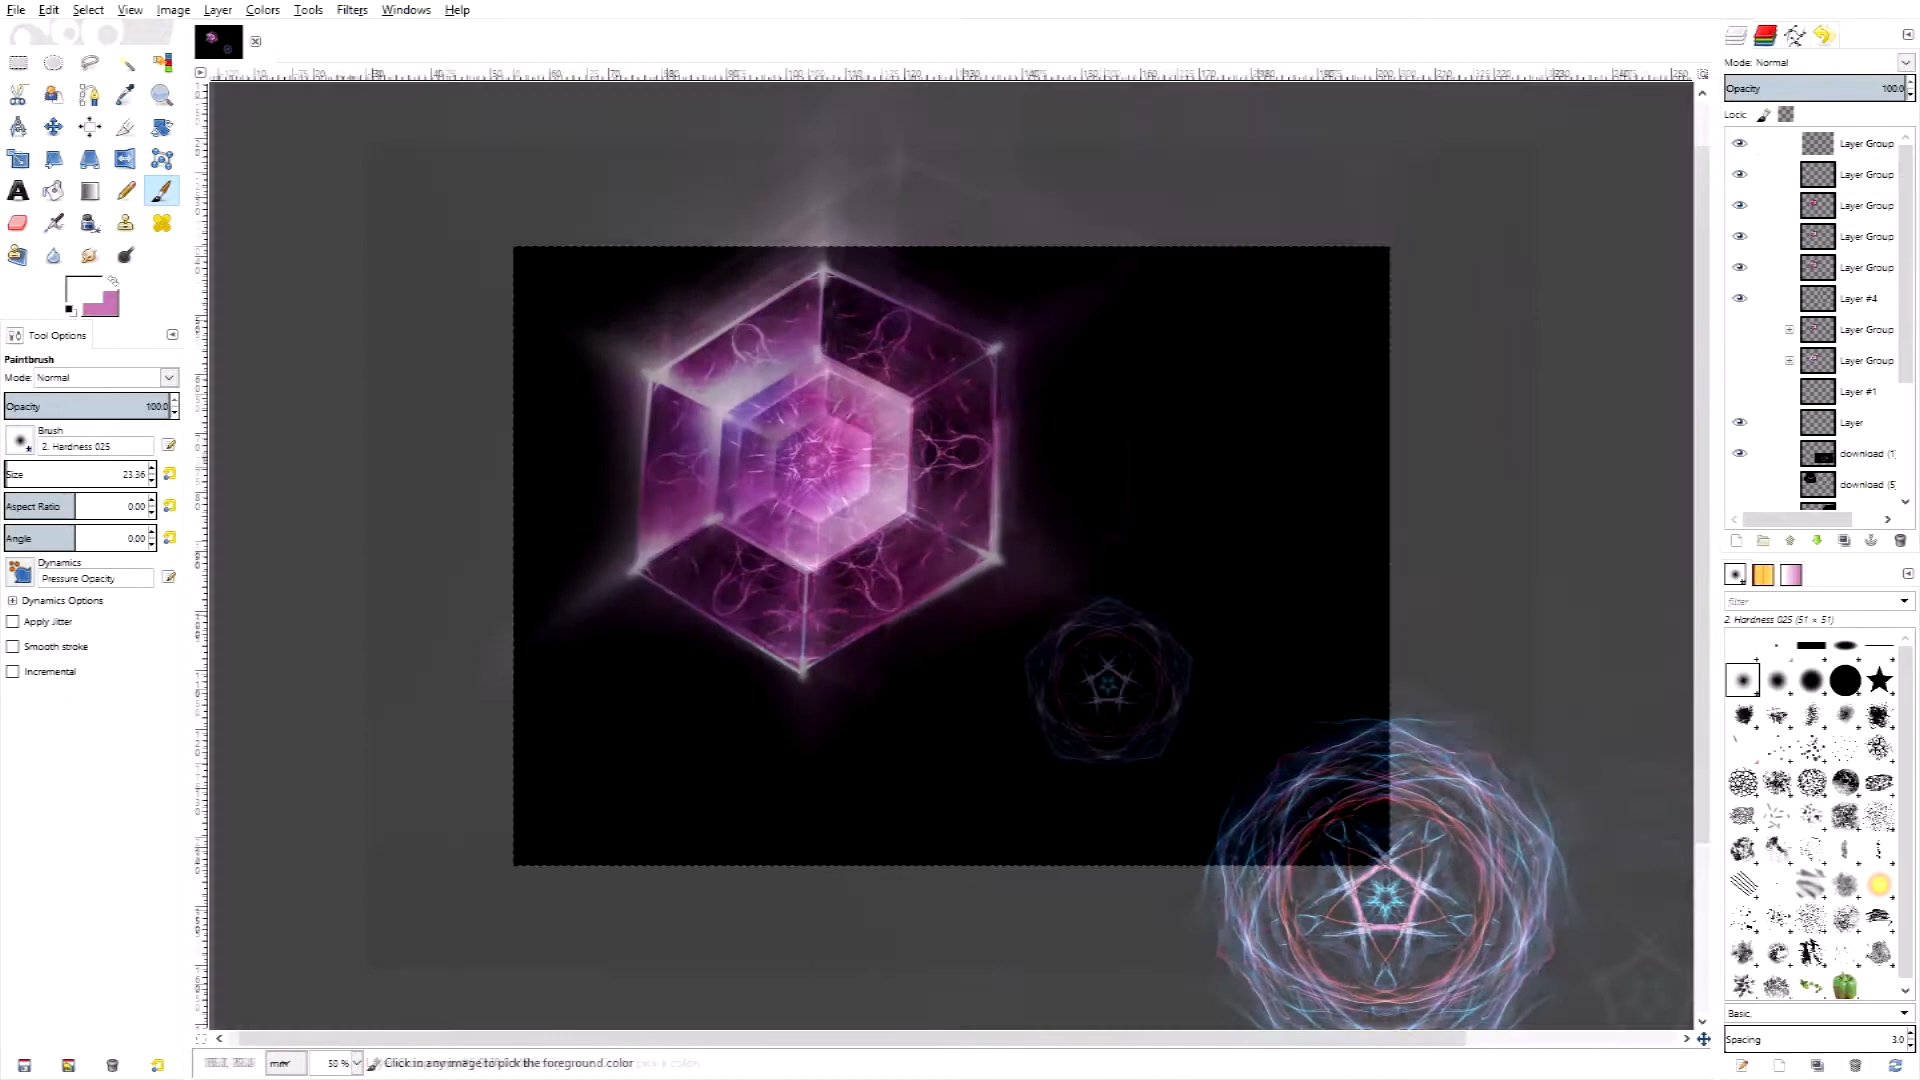 File Edit Select View Image Layer Colors Tools Filters Windows Help
Mode: Normal
Opacity 100.0
Lock:
Layer Group
Layer Group
Layer Group
Layer Group
Layer Group
Layer #4
Layer Group
Layer Group
Layer #1
Layer
download (1)
download (5)
Tool Options
Paintbrush
Mode: Normal
Opacity 100.0
Brush
2. Hardness 025
Size 23.36
Aspect Ratio 0.00
Angle 0.00
Dynamics
Pressure Opacity
Dynamics Options
Apply Jitter
Smooth stroke
Incremental
filter
2. Hardness 025 (51 × 51)
Basic,
Spacing 3.0
mm 50 % Click in any image to pick the foreground color